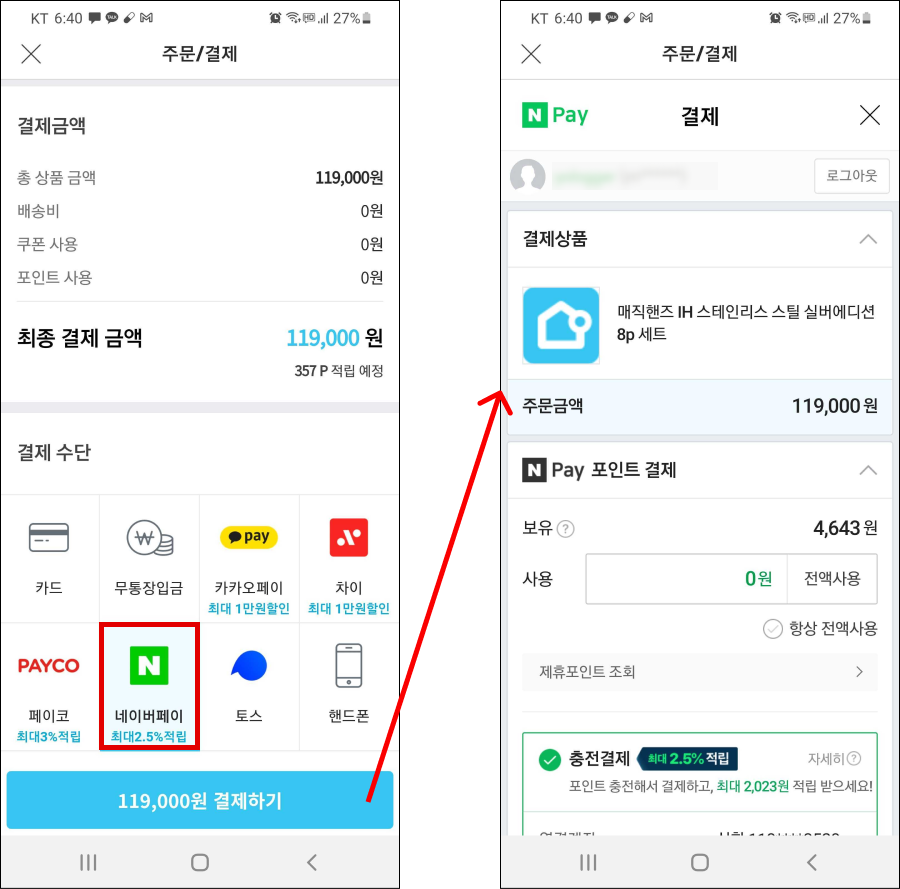 KT 6:40
27%
주문/결제
결제금액
총 상품 금액 119,000원
배송비 0원
쿠폰 사용 0원
포인트 사용 0원
최종 결제 금액 119,000 원
357 P 적립 예정
결제 수단
pay
카드 무통장입금 카카오페이 차이
최대 1만원할인 최대 1만원할인
PAYCO N
페이코 네이버페이 토스 핸드폰
최대3%적립 최대2.5%적립
119,000원 결제하기
KT 6:40
27%
주문/결제
N Pay 결제
로그아웃
결제상품
매직핸즈 IH 스테인리스 스틸 실버에디션
8p 세트
주문금액 119,000 원
N Pay 포인트 결제
보유 ? 4,643 원
사용 0원 전액사용
항상 전액사용
제휴포인트 조회
충전결제 최대 2.5% 적립 자세히 ?
포인트 충전해서 결제하고, 최대 2,023원 적립 받으세요!